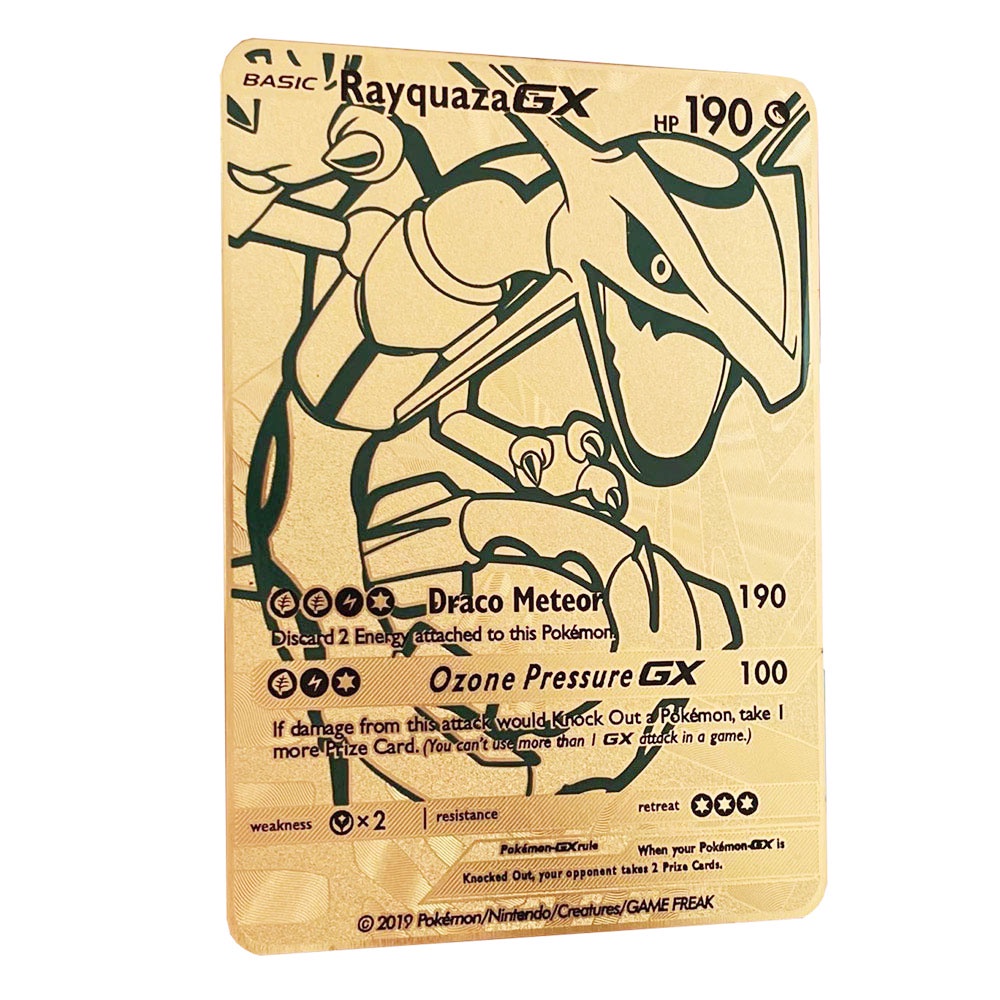 BASIC Rayquaza GX HP 190
Draco Meteor 190
Discard 2 Energy attached to this Pokémon.
Ozone Pressure GX 100
If damage from this attack would Knock Out a Pokémon, take 1
more Prize Card. (You can't use more than 1 GX attack in a game.)
weakness ×2 resistance retreat
Pokémon-GX rule When your Pokémon-GX is
Knocked Out, your opponent takes 2 Prize Cards.
© 2019 Pokémon/Nintendo/Creatures/GAME FREAK